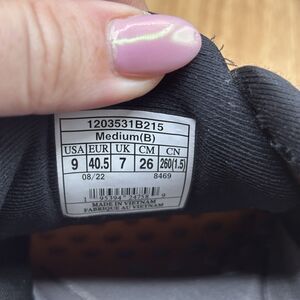 1203531B215
Medium(B)
USA EUR UK CM CN
9 40.5 7 26 260(1.5)
08/22 8469
MADE IN VIETNAM
FABRIQUE AU VIETNAM